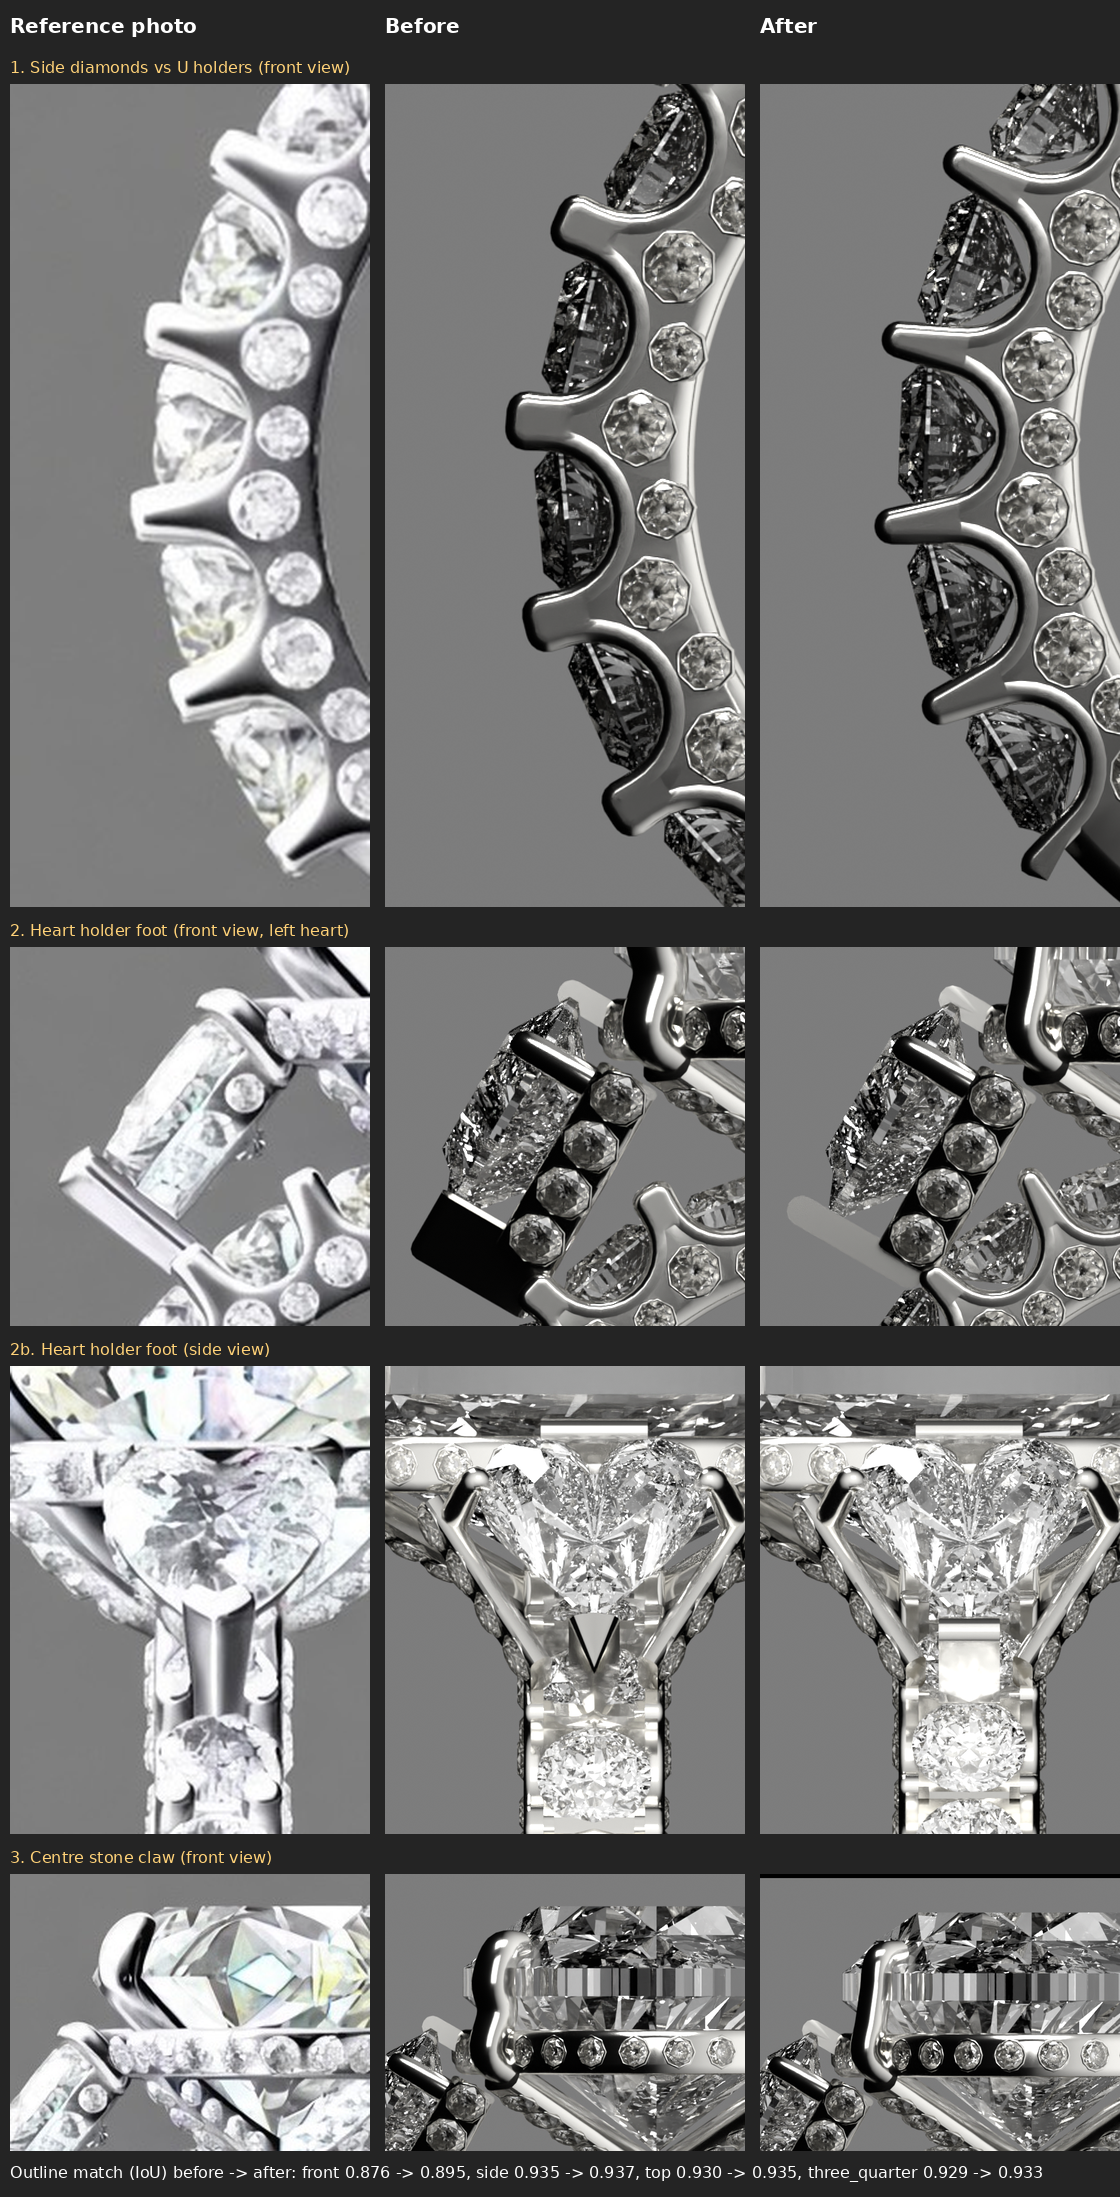 Reference photo
Before
After
1. Side diamonds vs U holders (front view)
2. Heart holder foot (front view, left heart)
2b. Heart holder foot (side view)
3. Centre stone claw (front view)
Outline match (IoU) before -> after: front 0.876 -> 0.895, side 0.935 -> 0.937, top 0.930 -> 0.935, three_quarter 0.929 -> 0.933